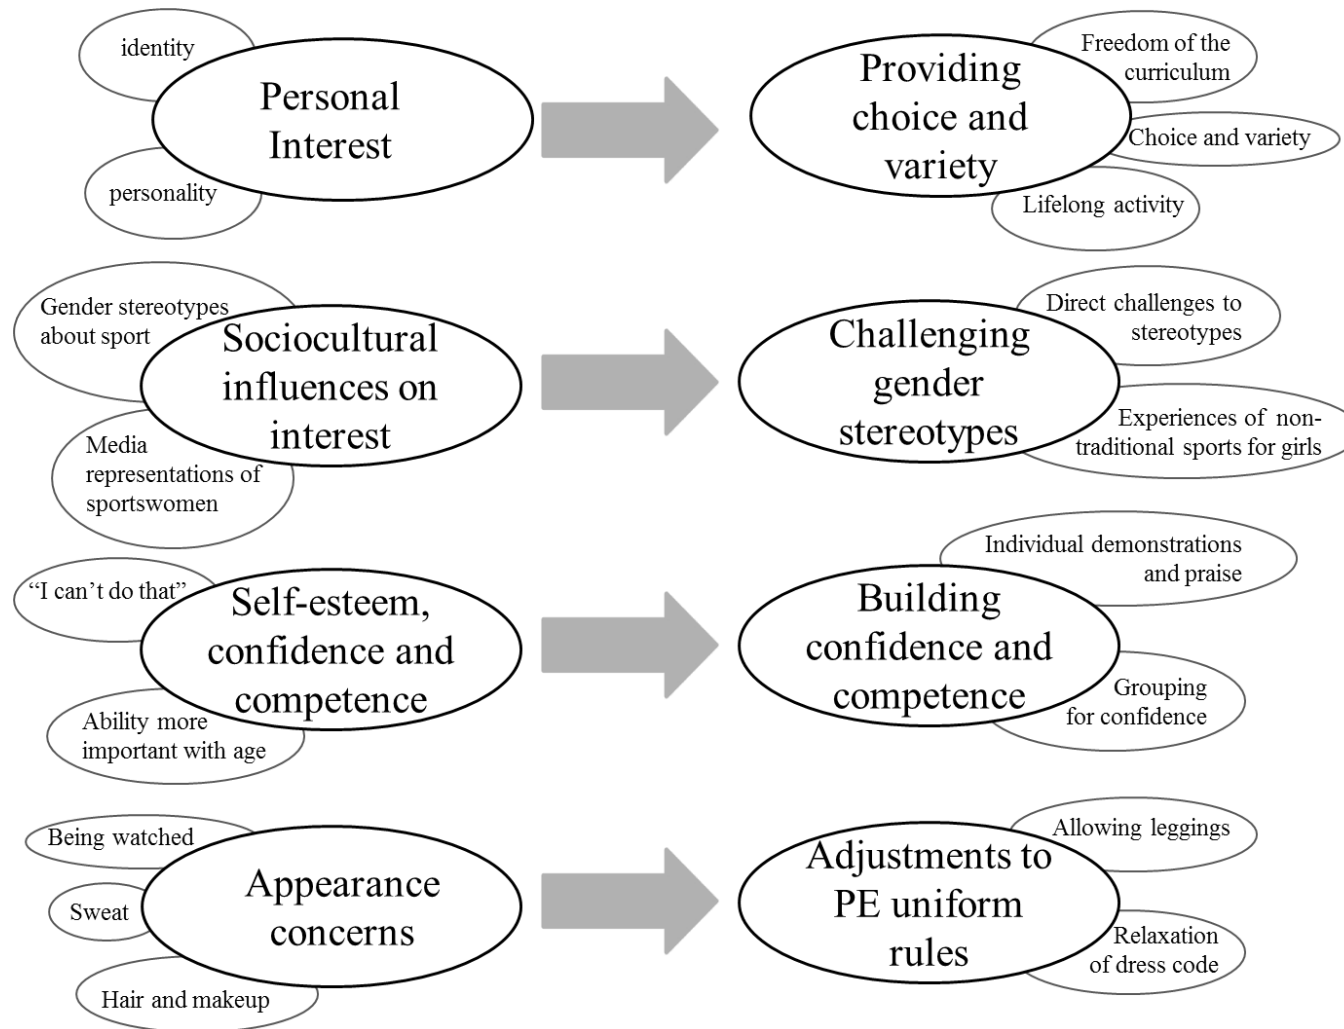 identity
Personal
Interest
personality
Providing
choice and
variety
Freedom of the
curriculum
Choice and variety
Lifelong activity
Gender stereotypes
about sport
Sociocultural
influences on
interest
Media
representations of
sportswomen
Challenging
gender
stereotypes
Direct challenges to
stereotypes
Experiences of non-
traditional sports for girls
“I can’t do that”
Self-esteem,
confidence and
competence
Ability more
important with age
Building
confidence and
competence
Individual demonstrations
and praise
Grouping
for confidence
Being watched
Sweat
Appearance
concerns
Hair and makeup
Adjustments to
PE uniform
rules
Allowing leggings
Relaxation
of dress code